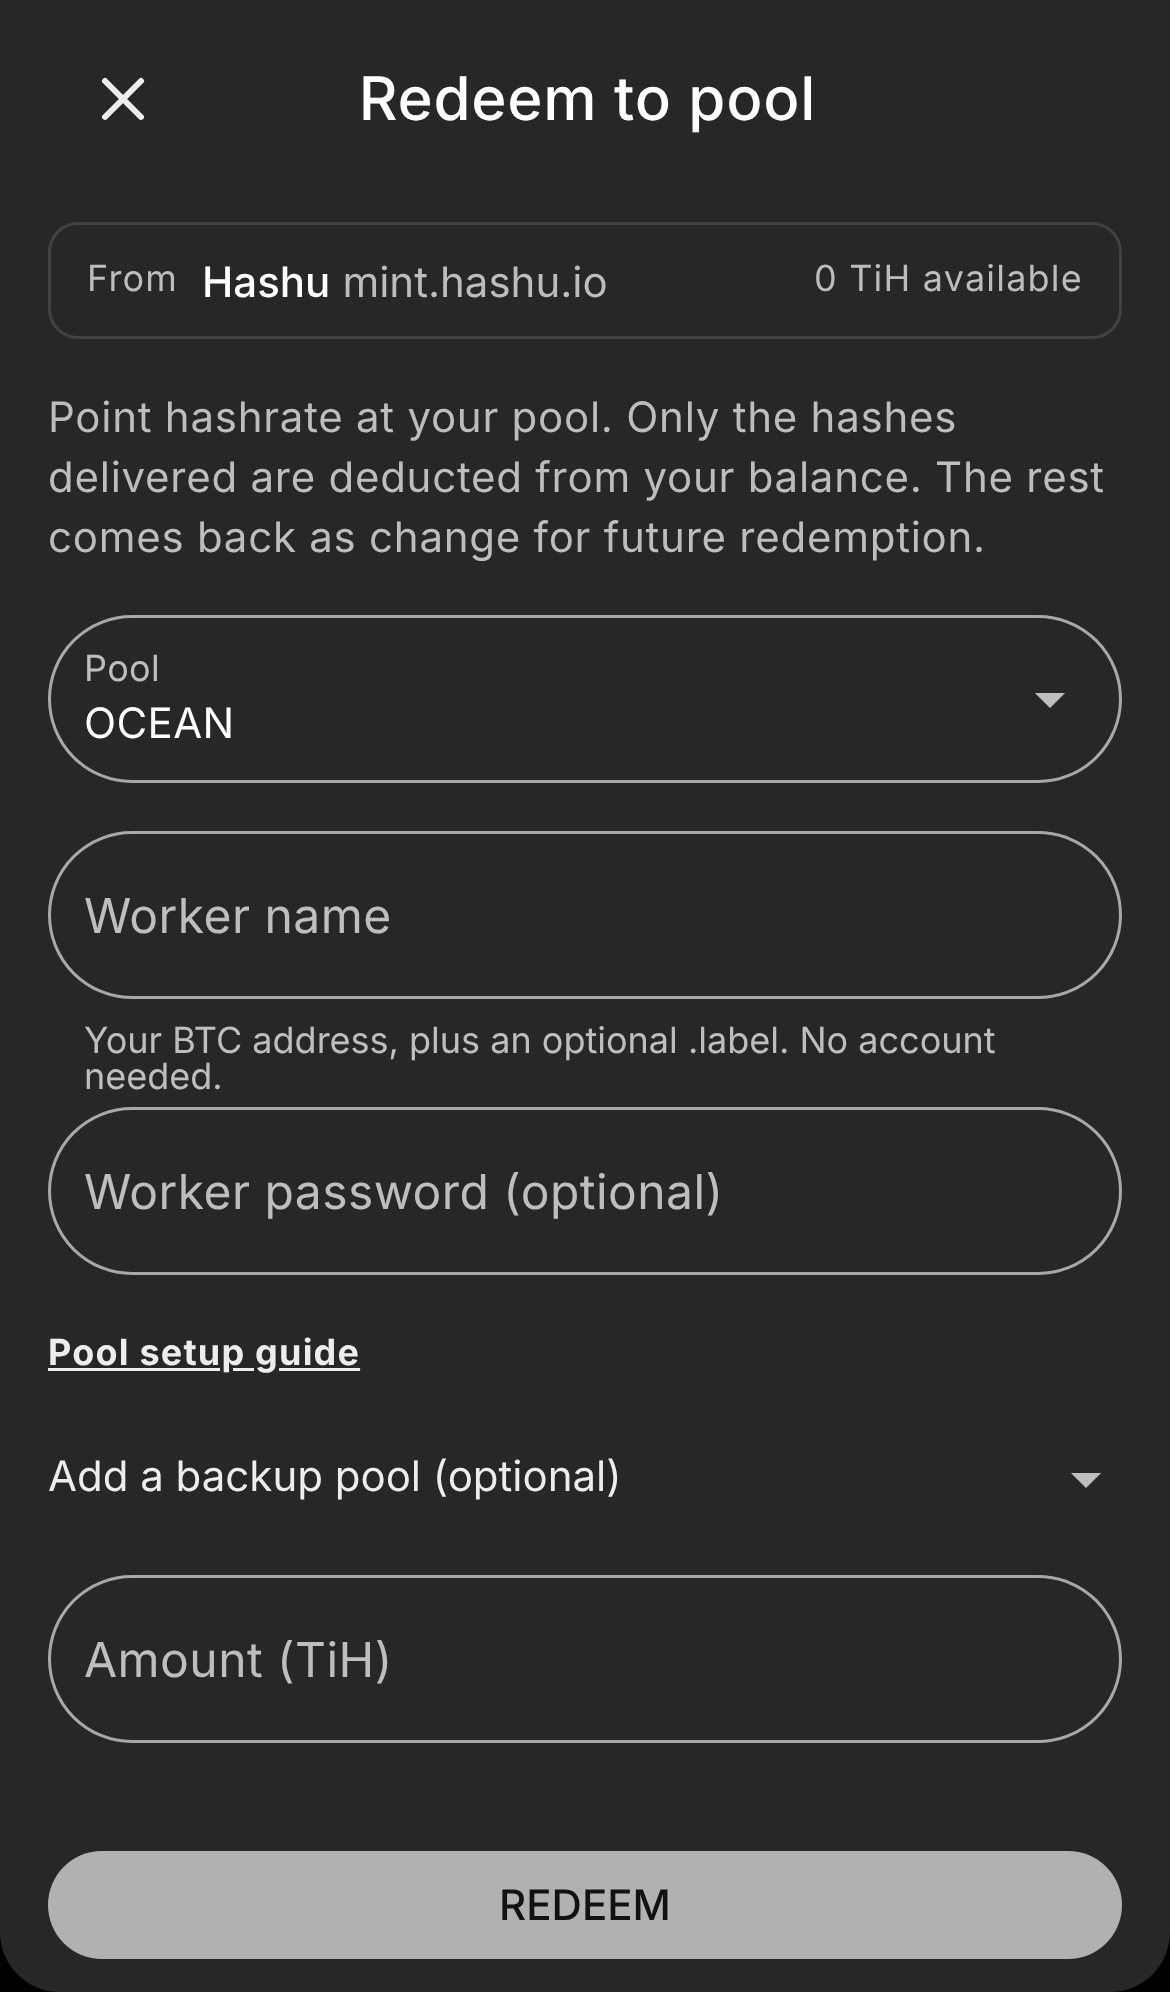 Redeem to pool
From Hashu mint.hashu.io 0 TiH available
Point hashrate at your pool. Only the hashes
delivered are deducted from your balance. The rest
comes back as change for future redemption.
Pool
OCEAN
Worker name
Your BTC address, plus an optional .label. No account
needed.
Worker password (optional)
Pool setup guide
Add a backup pool (optional)
Amount (TiH)
REDEEM